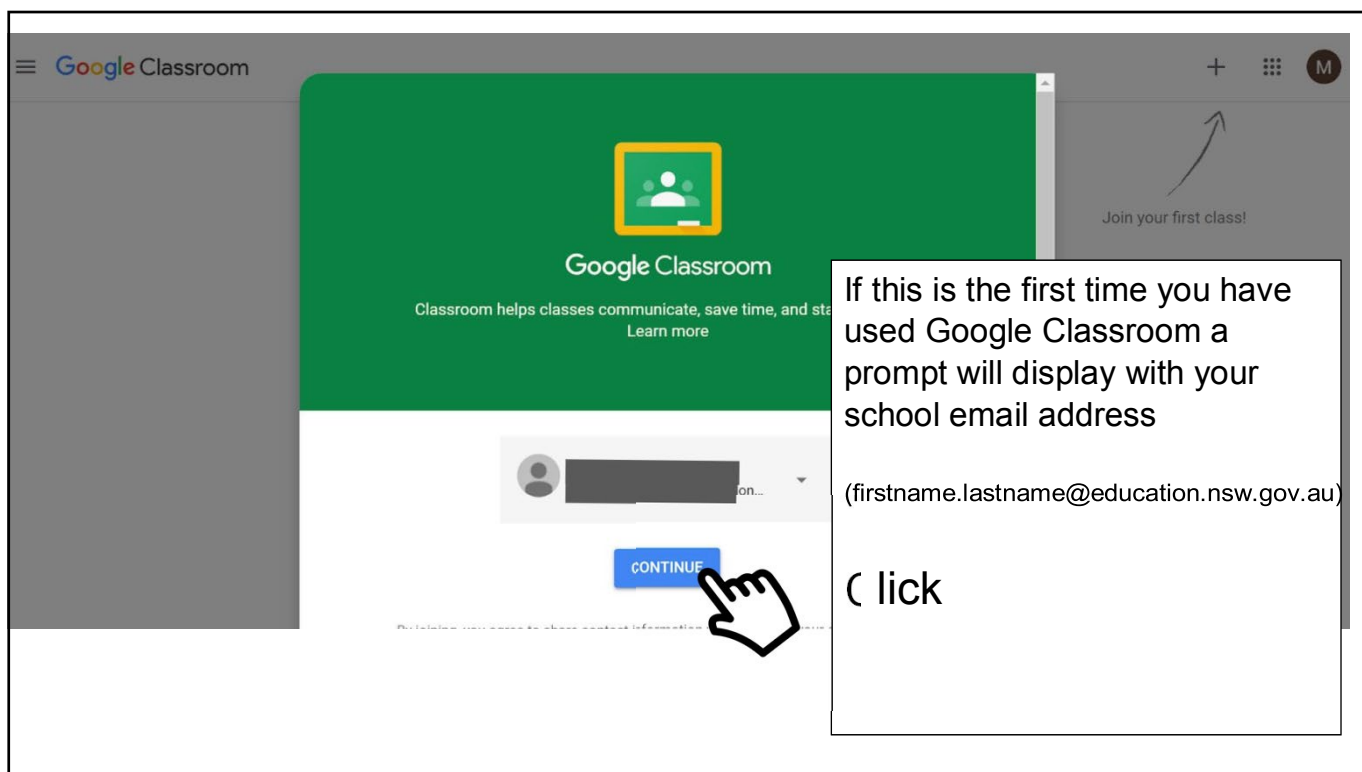 Google Classroom
M
Join your first class!
Google Classroom
Classroom helps classes communicate, save time, and sta
Learn more
on...
CONTINUE
If this is the first time you have
used Google Classroom a
prompt will display with your
school email address
(firstname.lastname@education.nsw.gov.au)
Click